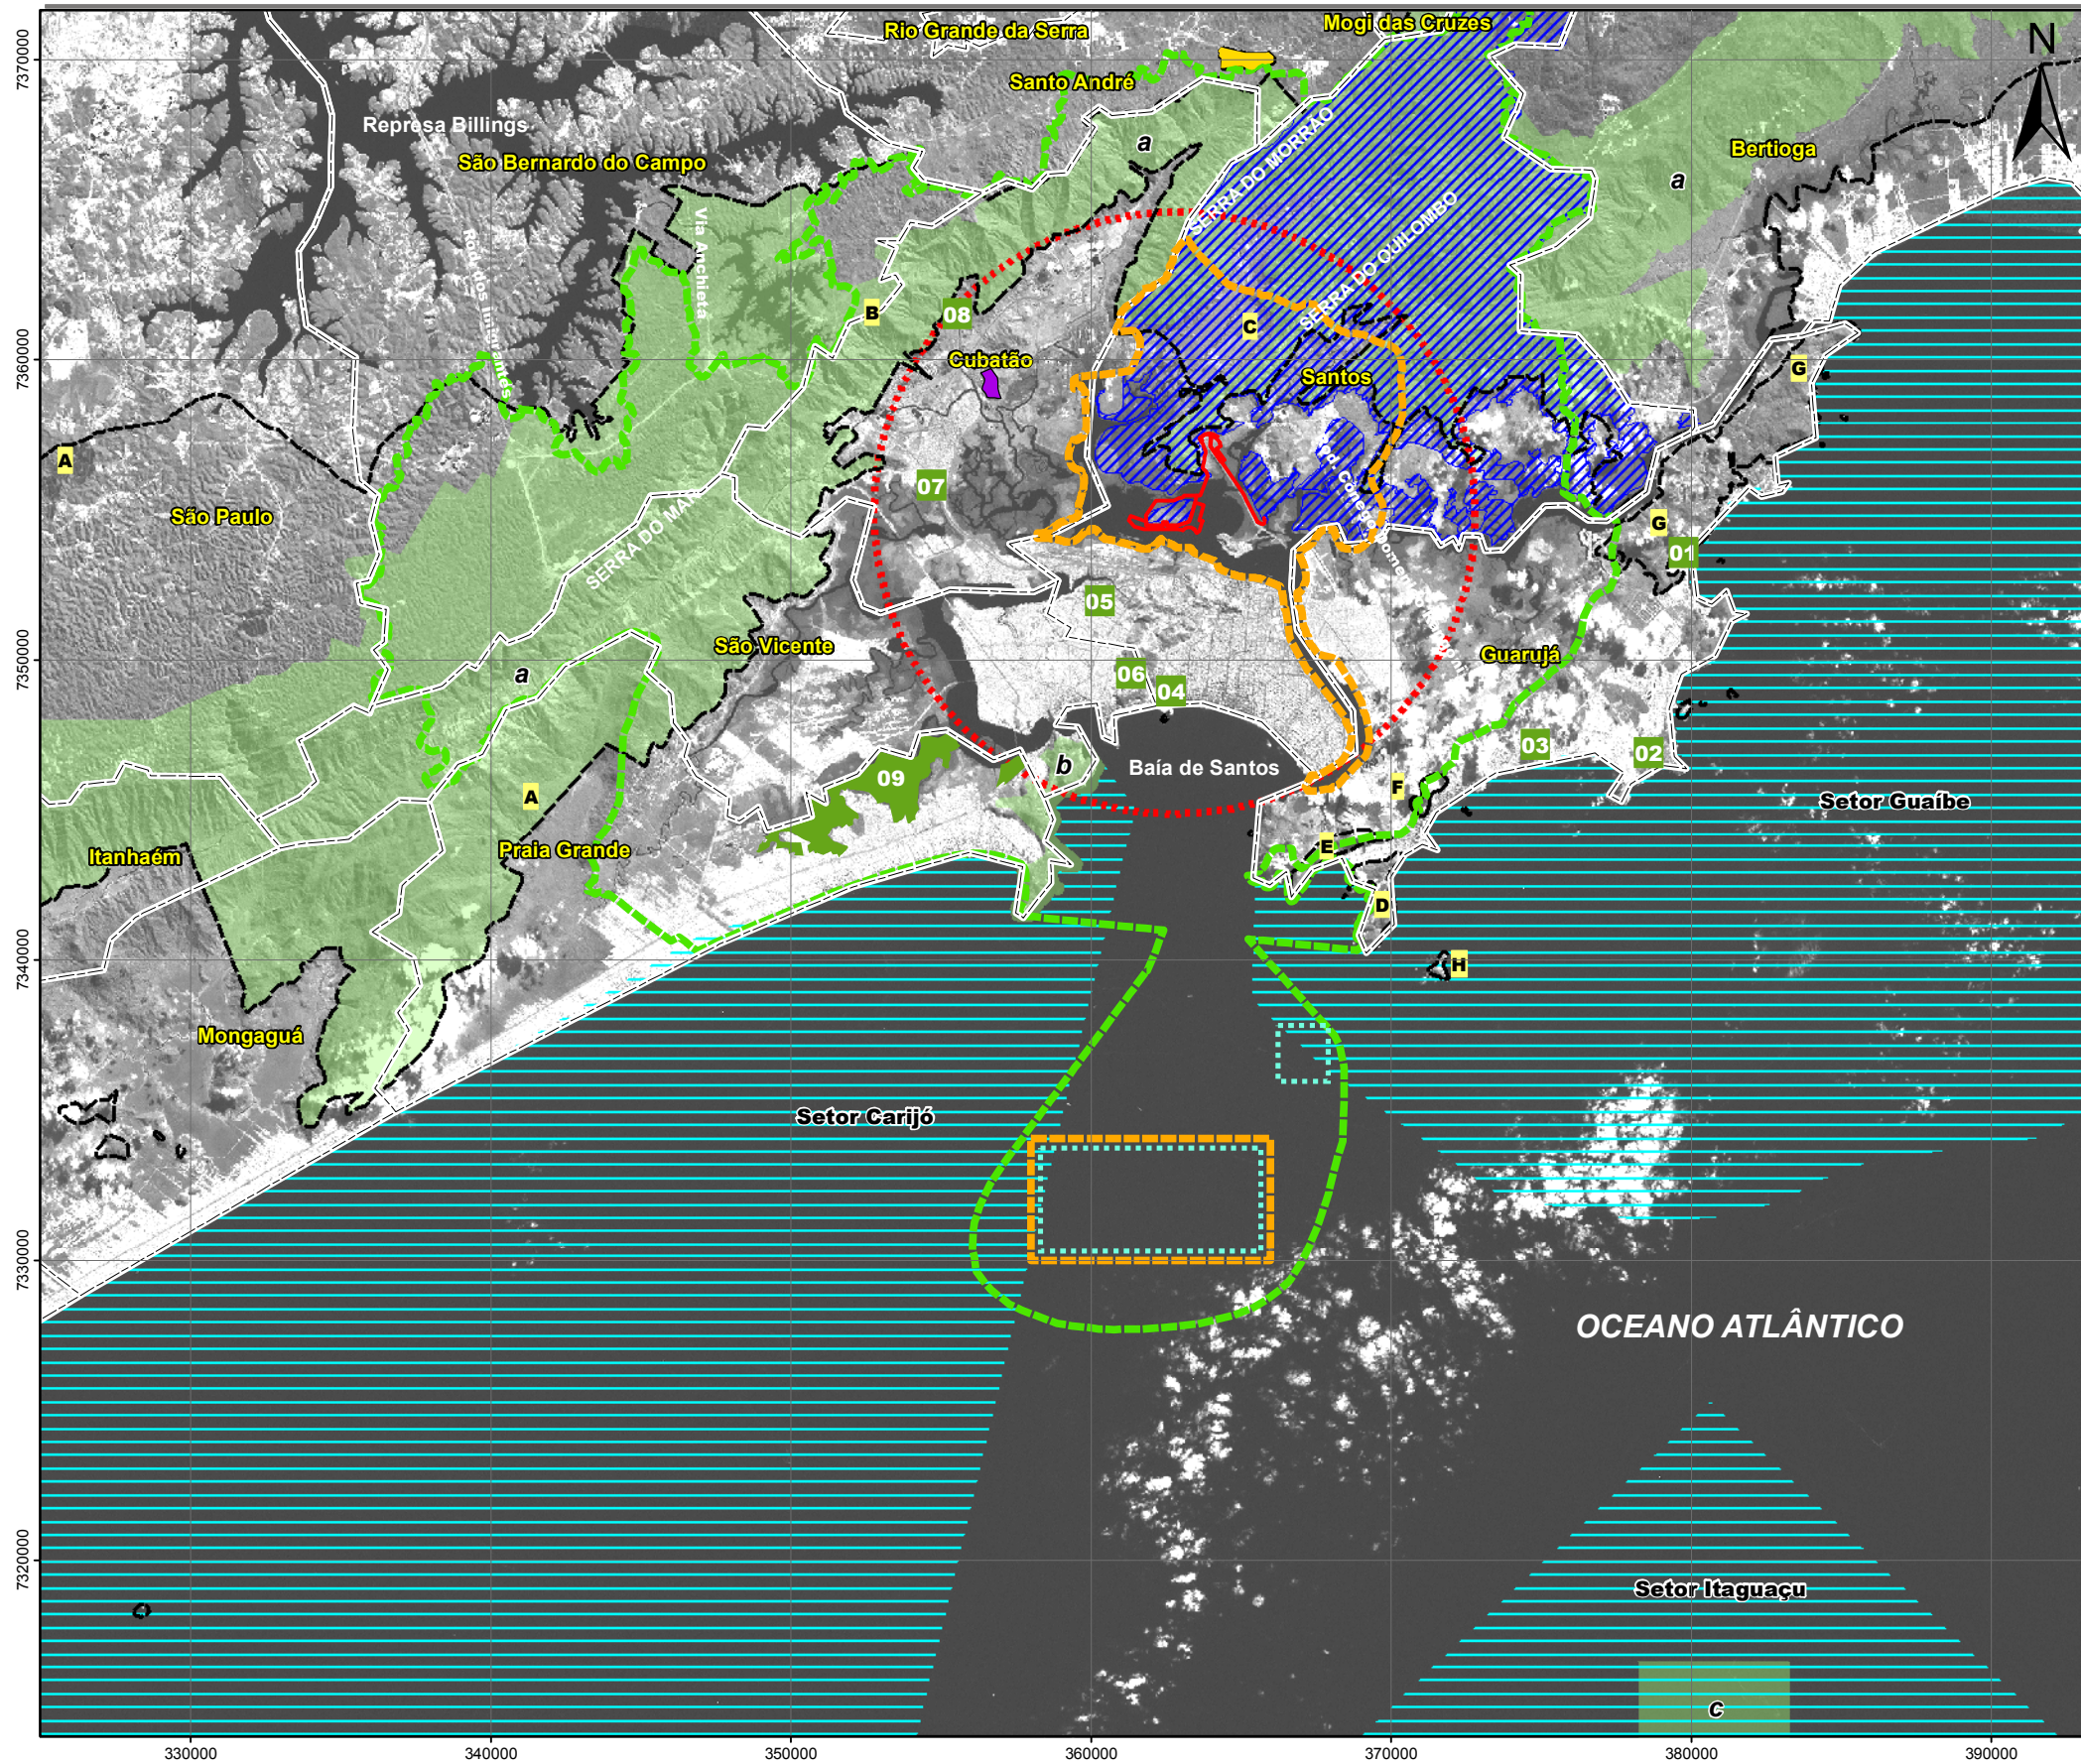 Mogi das Cruzes
Rio Grande da Serra
N
Santo André
Represa Billings
São Bernardo do Campo
a
SERRA DO MORRÃO
Bertioga
a
Via Anchieta
SERRA DO QUILOMBO
Rod. dos Imigrantes
B
08
C
Cubatão
G
Santos
A
07
São Paulo
G
01
SERRA DO MAR
05
São Vicente
Guarujá
a
06
04
03
02
b
Baía de Santos
09
F
A
Setor Guaíbe
E
Praia Grande
Itanhaém
D
H
Mongaguá
Setor Carijó
OCEANO ATLÂNTICO
Setor Itaguaçu
C
7370000
7360000
7350000
7340000
7330000
7320000
330000
340000
350000
360000
370000
380000
390000